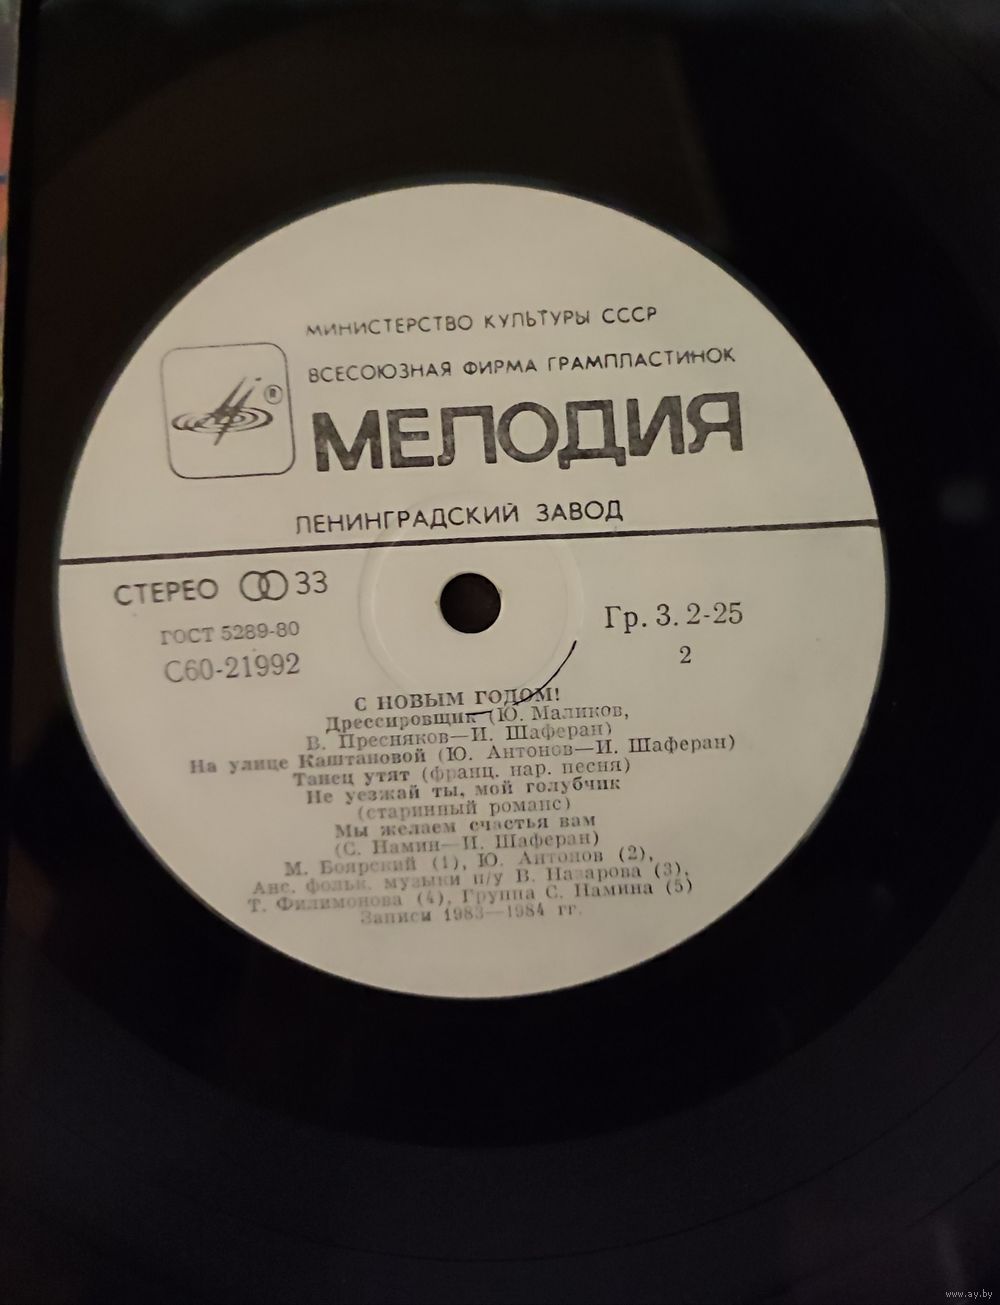 МИНИСТЕРСТВО КУЛЬТУРЫ СССР
ВСЕСОЮЗНАЯ ФИРМА ГРАМПЛАСТИНОК
®
МЕЛОДИЯ
ЛЕНИНГРАДСКИЙ ЗАВОД
СТЕРЕО 33
ГОСТ 5289-80
С60-21992
Гр. 3. 2-25
2
С НОВЫМ ГОДОМ!
Дрессировщик (Ю. Маликов,
В. Пресняков—И. Шаферан)
На улице Каштановой (Ю. Антонов—И. Шаферан)
Танец утят (франц. нар. песня)
Не уезжай ты, мой голубчик
(старинный романс)
Мы желаем счастья вам
(С. Намин—И. Шаферан)
М. Боярский (1), Ю. Антонов (2),
Анс. фольк. музыки п/у В. Назарова (3),
Т. Филимонова (4), Группа С. Намина (5)
Записи 1983—1984 гг.
www.ay.by